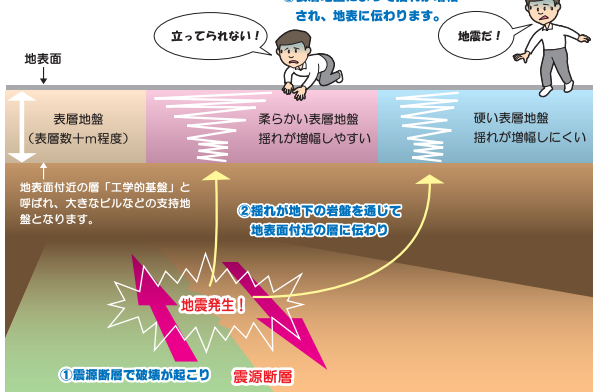 され、地表に伝わります。
立ってられない！
地震だ！
地表面
表層地盤
（表層数十m程度）
柔らかい表層地盤
揺れが増幅しやすい
硬い表層地盤
揺れが増幅しにくい
地表面付近の層「工学的基盤」と
呼ばれ、大きなビルなどの支持地
盤となります。
②揺れが地下の岩盤を通じて
地表面付近の層に伝わり
地震発生！
①震源断層で破壊が起こり
震源断層